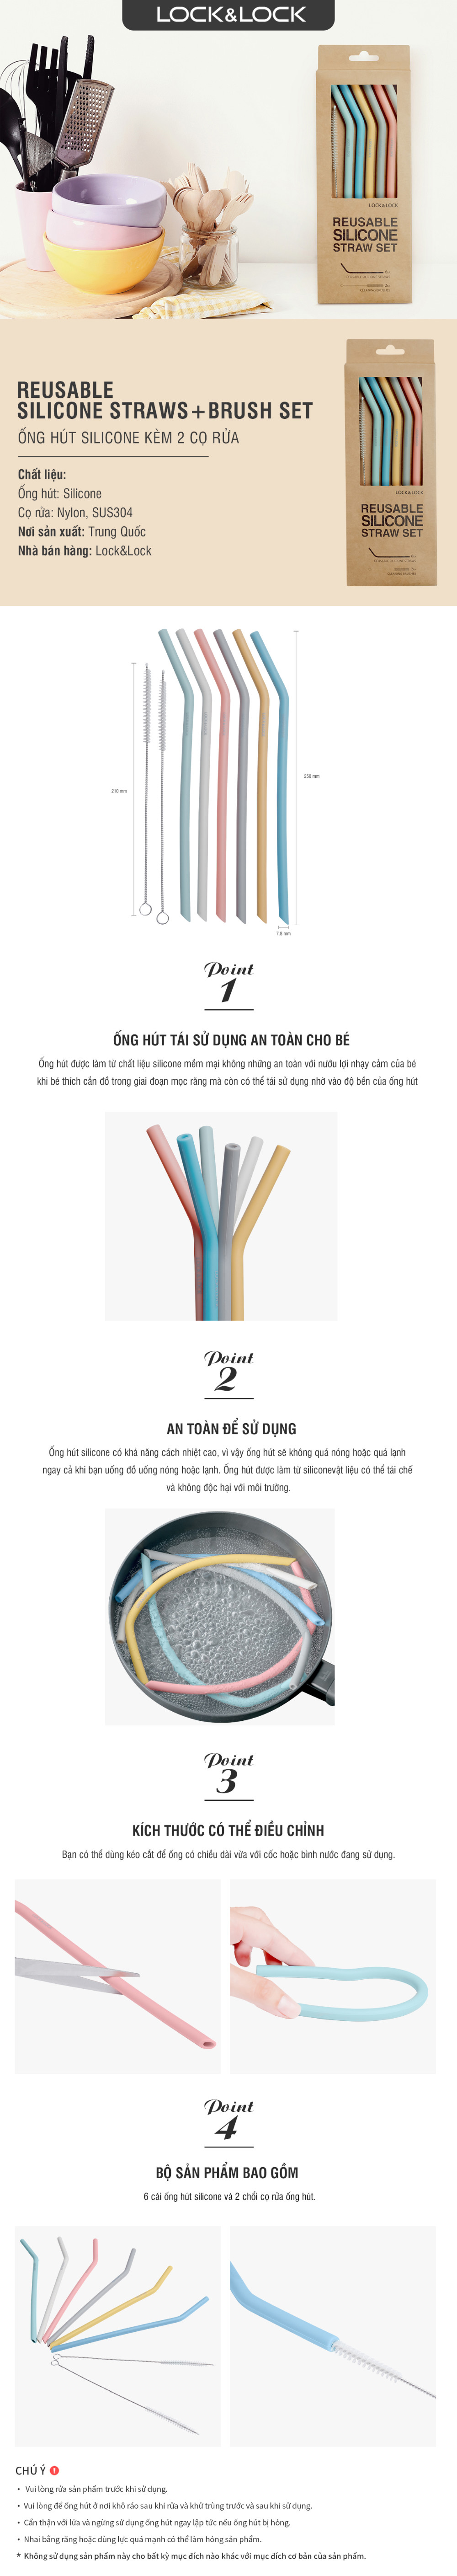 LOCK&LOCK
LOCK&LOCK
REUSABLE
SILICONE
STRAW SET
REUSABLE
SILICONE STRAWS+BRUSH SET
ỐNG HÚT SILICONE KÈM 2 CỌ RỬA
Chất liệu:
Ống hút: Silicone
Cọ rửa: Nylon, SUS304
Nơi sản xuất: Trung Quốc
Nhà bán hàng: Lock&Lock
LOCK&LOCK
REUSABLE
SILICONE
STRAW SET
210 mm
250 mm
7.8 mm
Point
1
ỐNG HÚT TÁI SỬ DỤNG AN TOÀN CHO BÉ
Ống hút được làm từ chất liệu silicone mềm mại không những an toàn với nướu lợi nhạy cảm của bé
khi bé thích cắn đồ trong giai đoạn mọc răng mà còn có thể tái sử dụng nhờ vào độ bền của ống hút
Point
2
AN TOÀN ĐỂ SỬ DỤNG
Ống hút silicone có khả năng cách nhiệt cao, vì vậy ống hút sẽ không quá nóng hoặc quá lạnh
ngay cả khi bạn uống đồ uống nóng hoặc lạnh. Ống hút được làm từ siliconevật liệu có thể tái chế
và không độc hại với môi trường.
Point
3
KÍCH THƯỚC CÓ THỂ ĐIỀU CHỈNH
Bạn có thể dùng kéo cắt để ống có chiều dài vừa với cốc hoặc bình nước đang sử dụng.
Point
4
BỘ SẢN PHẨM BAO GỒM
6 cái ống hút silicone và 2 chổi cọ rửa ống hút.
CHÚ Ý !
• Vui lòng rửa sản phẩm trước khi sử dụng.
• Vui lòng để ống hút ở nơi khô ráo sau khi rửa và khử trùng trước và sau khi sử dụng.
• Cẩn thận với lửa và ngừng sử dụng ống hút ngay lập tức nếu ống hút bị hỏng.
• Nhai bằng răng hoặc dùng lực quá mạnh có thể làm hỏng sản phẩm.
* Không sử dụng sản phẩm này cho bất kỳ mục đích nào khác với mục đích cơ bản của sản phẩm.